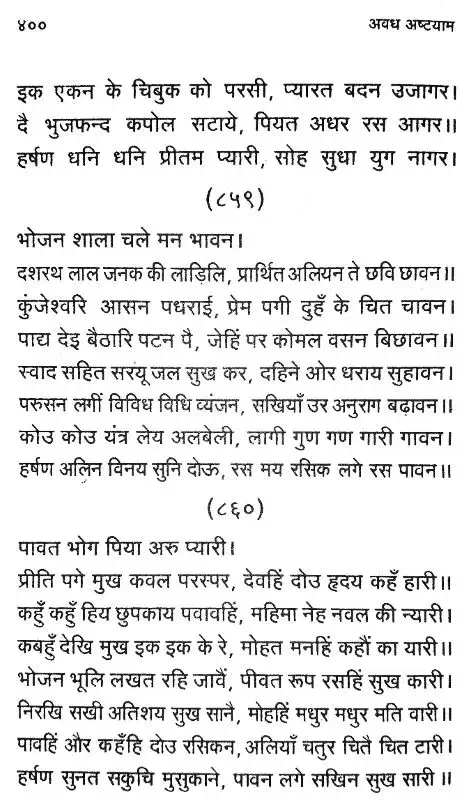 ४०० अवध अष्टयाम
इक एकन के चिबुक को परसी, प्यारत बदन उजागर।
दै भुजफन्द कपोल सटाये, पियत अधर रस आगर॥
हर्षण धनि धनि प्रीतम प्यारी, सोह सुधा युग नागर।
(८५९)
भोजन शाला चले मन भावन।
दशरथ लाल जनक की लाड़िलि, प्रार्थित अलियन ते छवि छावन॥
कुंजेश्वरि आसन पधराई, प्रेम पगी दुहुँ के चित चावन।
पाद्य देइ बैठारि पटन पै, जेहिं पर कोमल वसन बिछावन॥
स्वाद सहित सरयू जल सुख कर, दहिने ओर धराय सुहावन।
परुसन लगीं विविध विधि व्यंजन, सखियाँ उर अनुराग बढ़ावन॥
कोउ कोउ यंत्र लेय अलबेली, लागी गुण गण गारी गावन।
हर्षण अलिन विनय सुनि दोऊ, रस मय रसिक लगे रस पावन॥
(८६०)
पावत भोग पिया अरु प्यारी।
प्रीति पगे मुख कवल परस्पर, देवहिं दोउ हृदय कहँ हारी॥
कहुँ कहुँ हिय छुपकाय पवावहिं, महिमा नेह नवल की न्यारी।
कबहुँ देखि मुख इक इक के रे, मोहत मनहिं कहौं का यारी॥
भोजन भूलि लखत रहि जावैं, पीवत रूप रसहिं सुख कारी।
निरखि सखी अतिशय सुख सानै, मोहहिं मधुर मधुर मति वारी॥
पावहिं और कहँहि दोउ रसिकन, अलियाँ चतुर चितै चित टारी।
हर्षण सुनत सकुचि मुसुकाने, पावन लगे सखिन सुख सारी॥